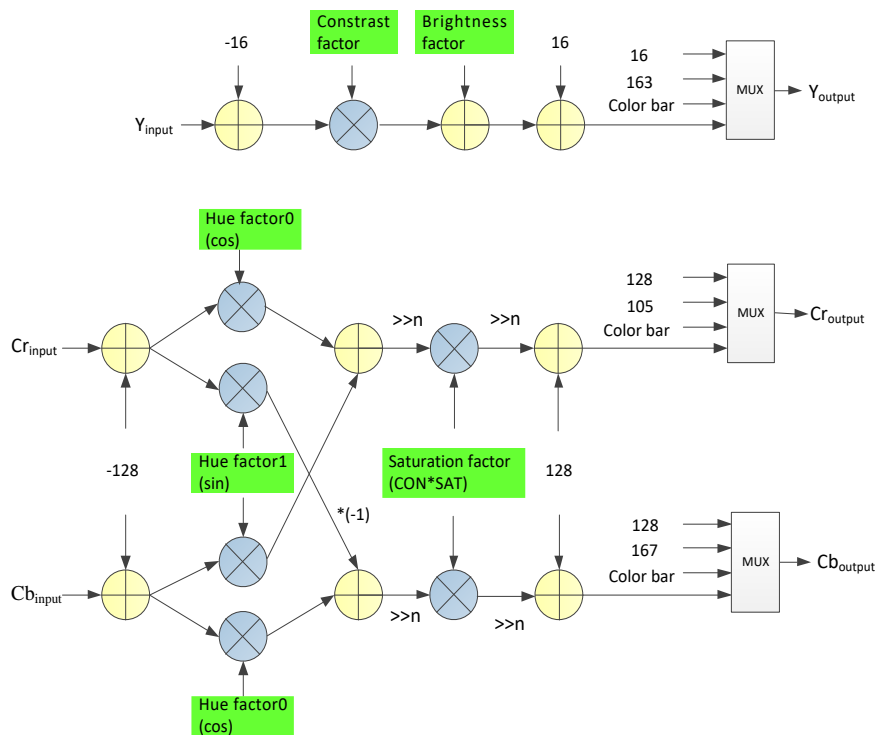 Constrast
factor
Brightness
factor
-16
16
16
163
Color bar
MUX
Yinput
Youtput
Hue factor0
(cos)
128
105
Color bar
MUX
Crinput
>>n
>>n
Croutput
-128
Hue factor1
(sin)
Saturation factor
(CON*SAT)
128
*(-1)
128
167
Color bar
MUX
Cbinput
>>n
>>n
Cboutput
Hue factor0
(cos)